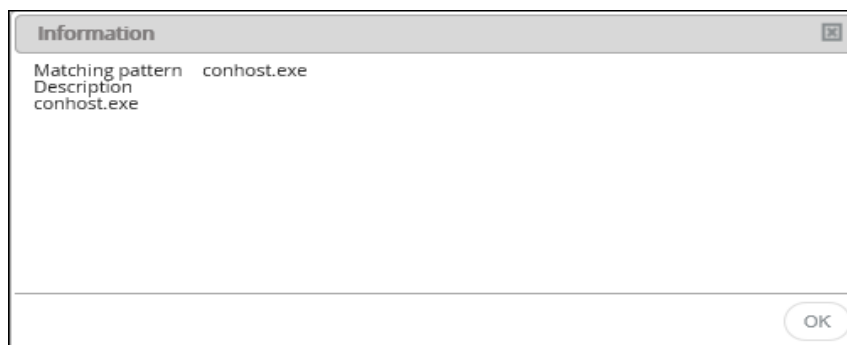 Information
Matching pattern conhost.exe
Description
conhost.exe
OK